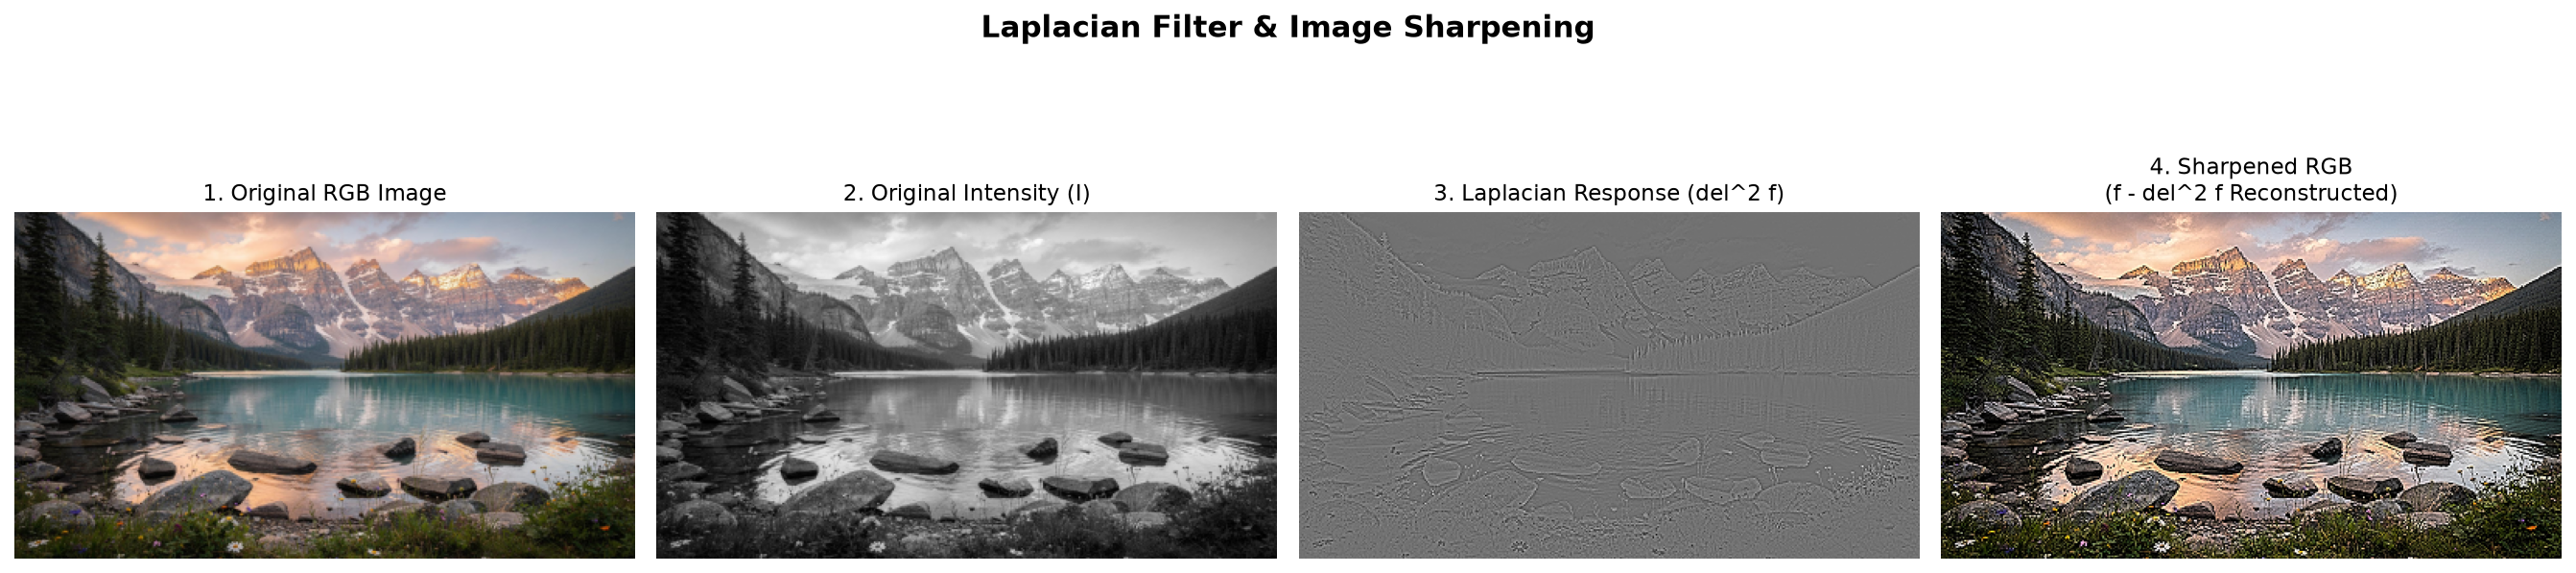 Laplacian Filter & Image Sharpening
1. Original RGB Image
2. Original Intensity (I)
3. Laplacian Response (del^2 f)
4. Sharpened RGB
(f - del^2 f Reconstructed)